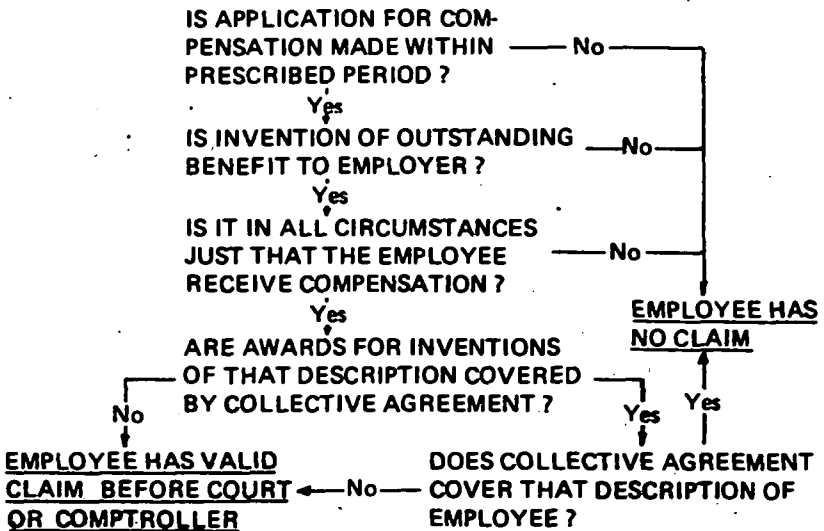 IS APPLICATION FOR COM-
PENSATION MADE WITHIN
PRESCRIBED PERIOD ?
No
Yes
IS INVENTION OF OUTSTANDING
BENEFIT TO EMPLOYER ?
No
Yes
IS IT IN ALL CIRCUMSTANCES
JUST THAT THE EMPLOYEE
RECEIVE COMPENSATION ?
No
Yes
EMPLOYEE HAS
NO CLAIM
ARE AWARDS FOR INVENTIONS
OF THAT DESCRIPTION COVERED
BY COLLECTIVE AGREEMENT ?
No
Yes
Yes
EMPLOYEE HAS VALID
CLAIM BEFORE COURT
OR COMPTROLLER
No
DOES COLLECTIVE AGREEMENT
COVER THAT DESCRIPTION OF
EMPLOYEE ?